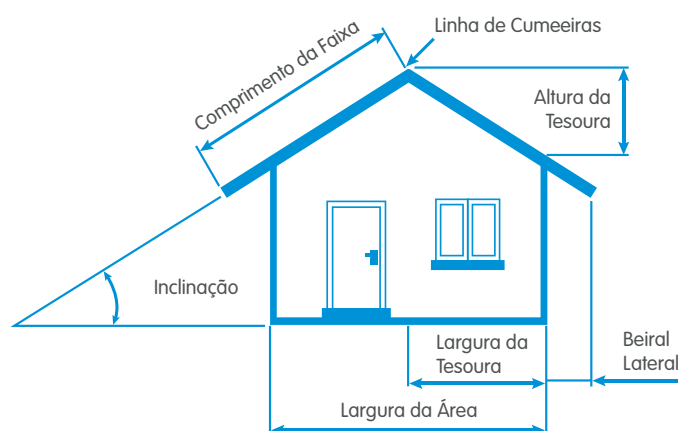 Linha de Cumeeiras
Comprimento da Faixa
Altura da
Tesoura
Inclinação
Largura da
Tesoura
Beiral
Lateral
Largura da Área